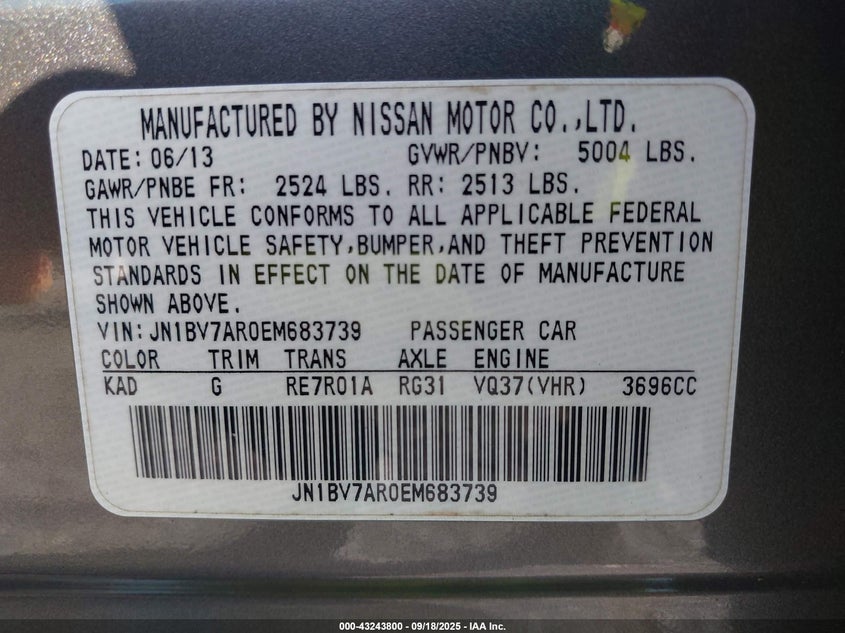 MANUFACTURED BY NISSAN MOTOR CO.,LTD.
DATE: 06/13 GVWR/PNBV: 5004 LBS.
GAWR/PNBE FR: 2524 LBS. RR: 2513 LBS.
THIS VEHICLE CONFORMS TO ALL APPLICABLE FEDERAL
MOTOR VEHICLE SAFETY,BUMPER,AND THEFT PREVENTION
STANDARDS IN EFFECT ON THE DATE OF MANUFACTURE
SHOWN ABOVE.
VIN: JN1BV7AR0EM683739 PASSENGER CAR
COLOR TRIM TRANS AXLE ENGINE
KAD G RE7R01A RG31 VQ37(VHR) 3696CC
JN1BV7AR0EM683739
000-43243800 - 09/18/2025 - IAA Inc.